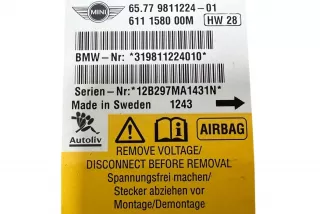 MINI
65.77 9811224-01
611 1580 00M
HW 28
BMW-Nr: *319811224010*
Serien-Nr:*12B297MA1431N*
Made in Sweden 1243
Autoliv
AIRBAG
REMOVE VOLTAGE/
DISCONNECT BEFORE REMOVAL
Spannungsfrei machen/
Stecker abziehen vor
Montage/Demontage